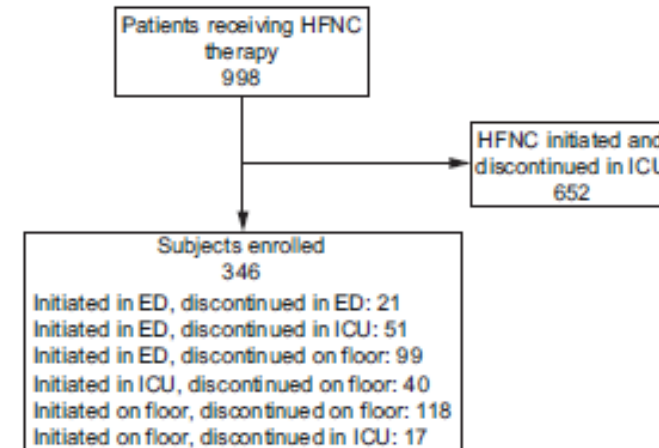 Patients receiving HFNC
therapy
998
HFNC initiated and
discontinued in ICU
652
Subjects enrolled
346
Initiated in ED, discontinued in ED: 21
Initiated in ED, discontinued in ICU: 51
Initiated in ED, discontinued on floor: 99
Initiated in ICU, discontinued on floor: 40
Initiated on floor, discontinued on floor: 118
Initiated on floor, discontinued in ICU: 17